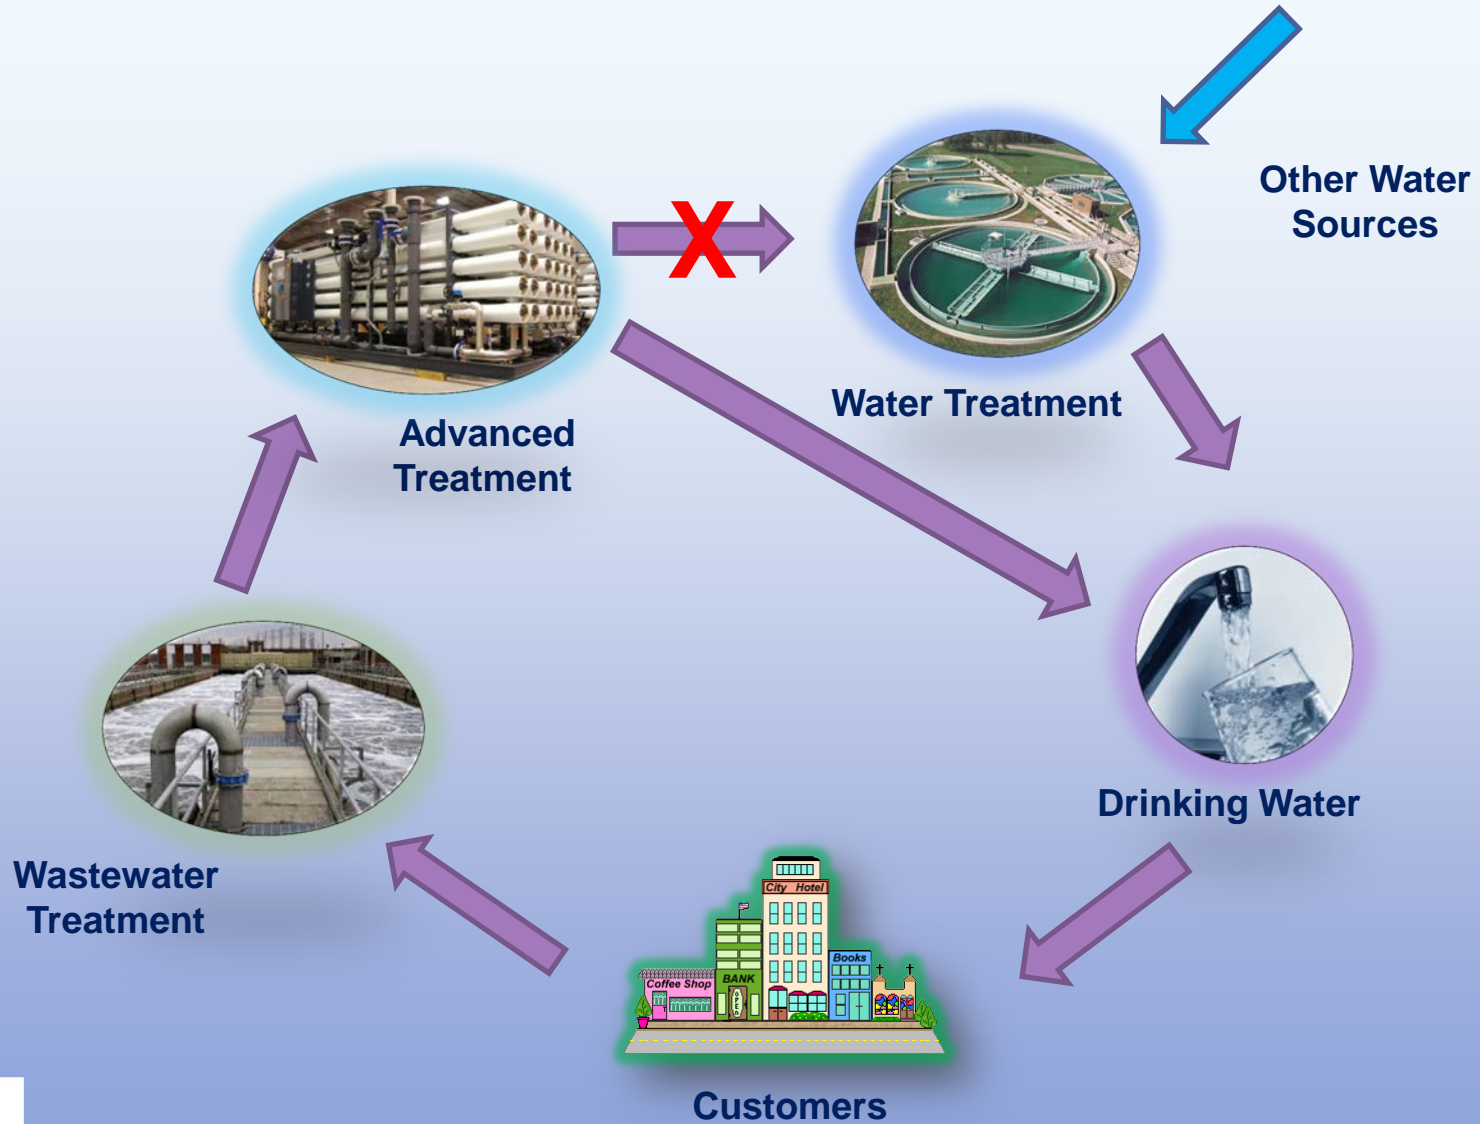 X
Other Water
Sources
Water Treatment
Advanced
Treatment
Drinking Water
Wastewater
Treatment
City Hotel
Books
BANK
Coffee Shop
OPEN
Customers